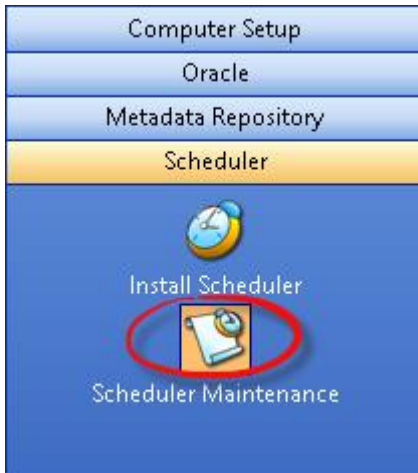 Computer Setup
Oracle
Metadata Repository
Scheduler
Install Scheduler
Scheduler Maintenance